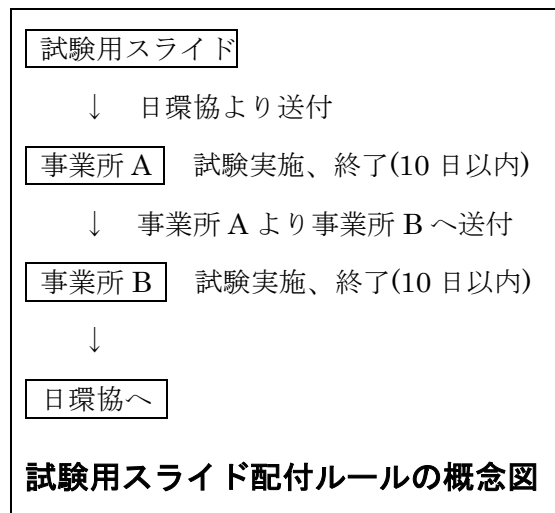 試験用スライド
↓ 日環協より送付
事業所 A 試験実施、終了(10 日以内)
↓ 事業所 A より事業所 B へ送付
事業所 B 試験実施、終了(10 日以内)
↓
日環協へ
試験用スライド配付ルールの概念図